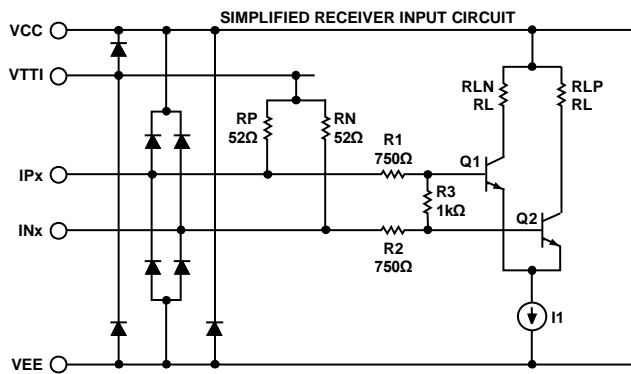 SIMPLIFIED RECEIVER INPUT CIRCUIT
VCC
VTTI
RP
52Ω
RN
52Ω
RLN
RL
RLP
RL
R1
750Ω
Q1
IPx
R3
1kΩ
Q2
INx
R2
750Ω
I1
VEE